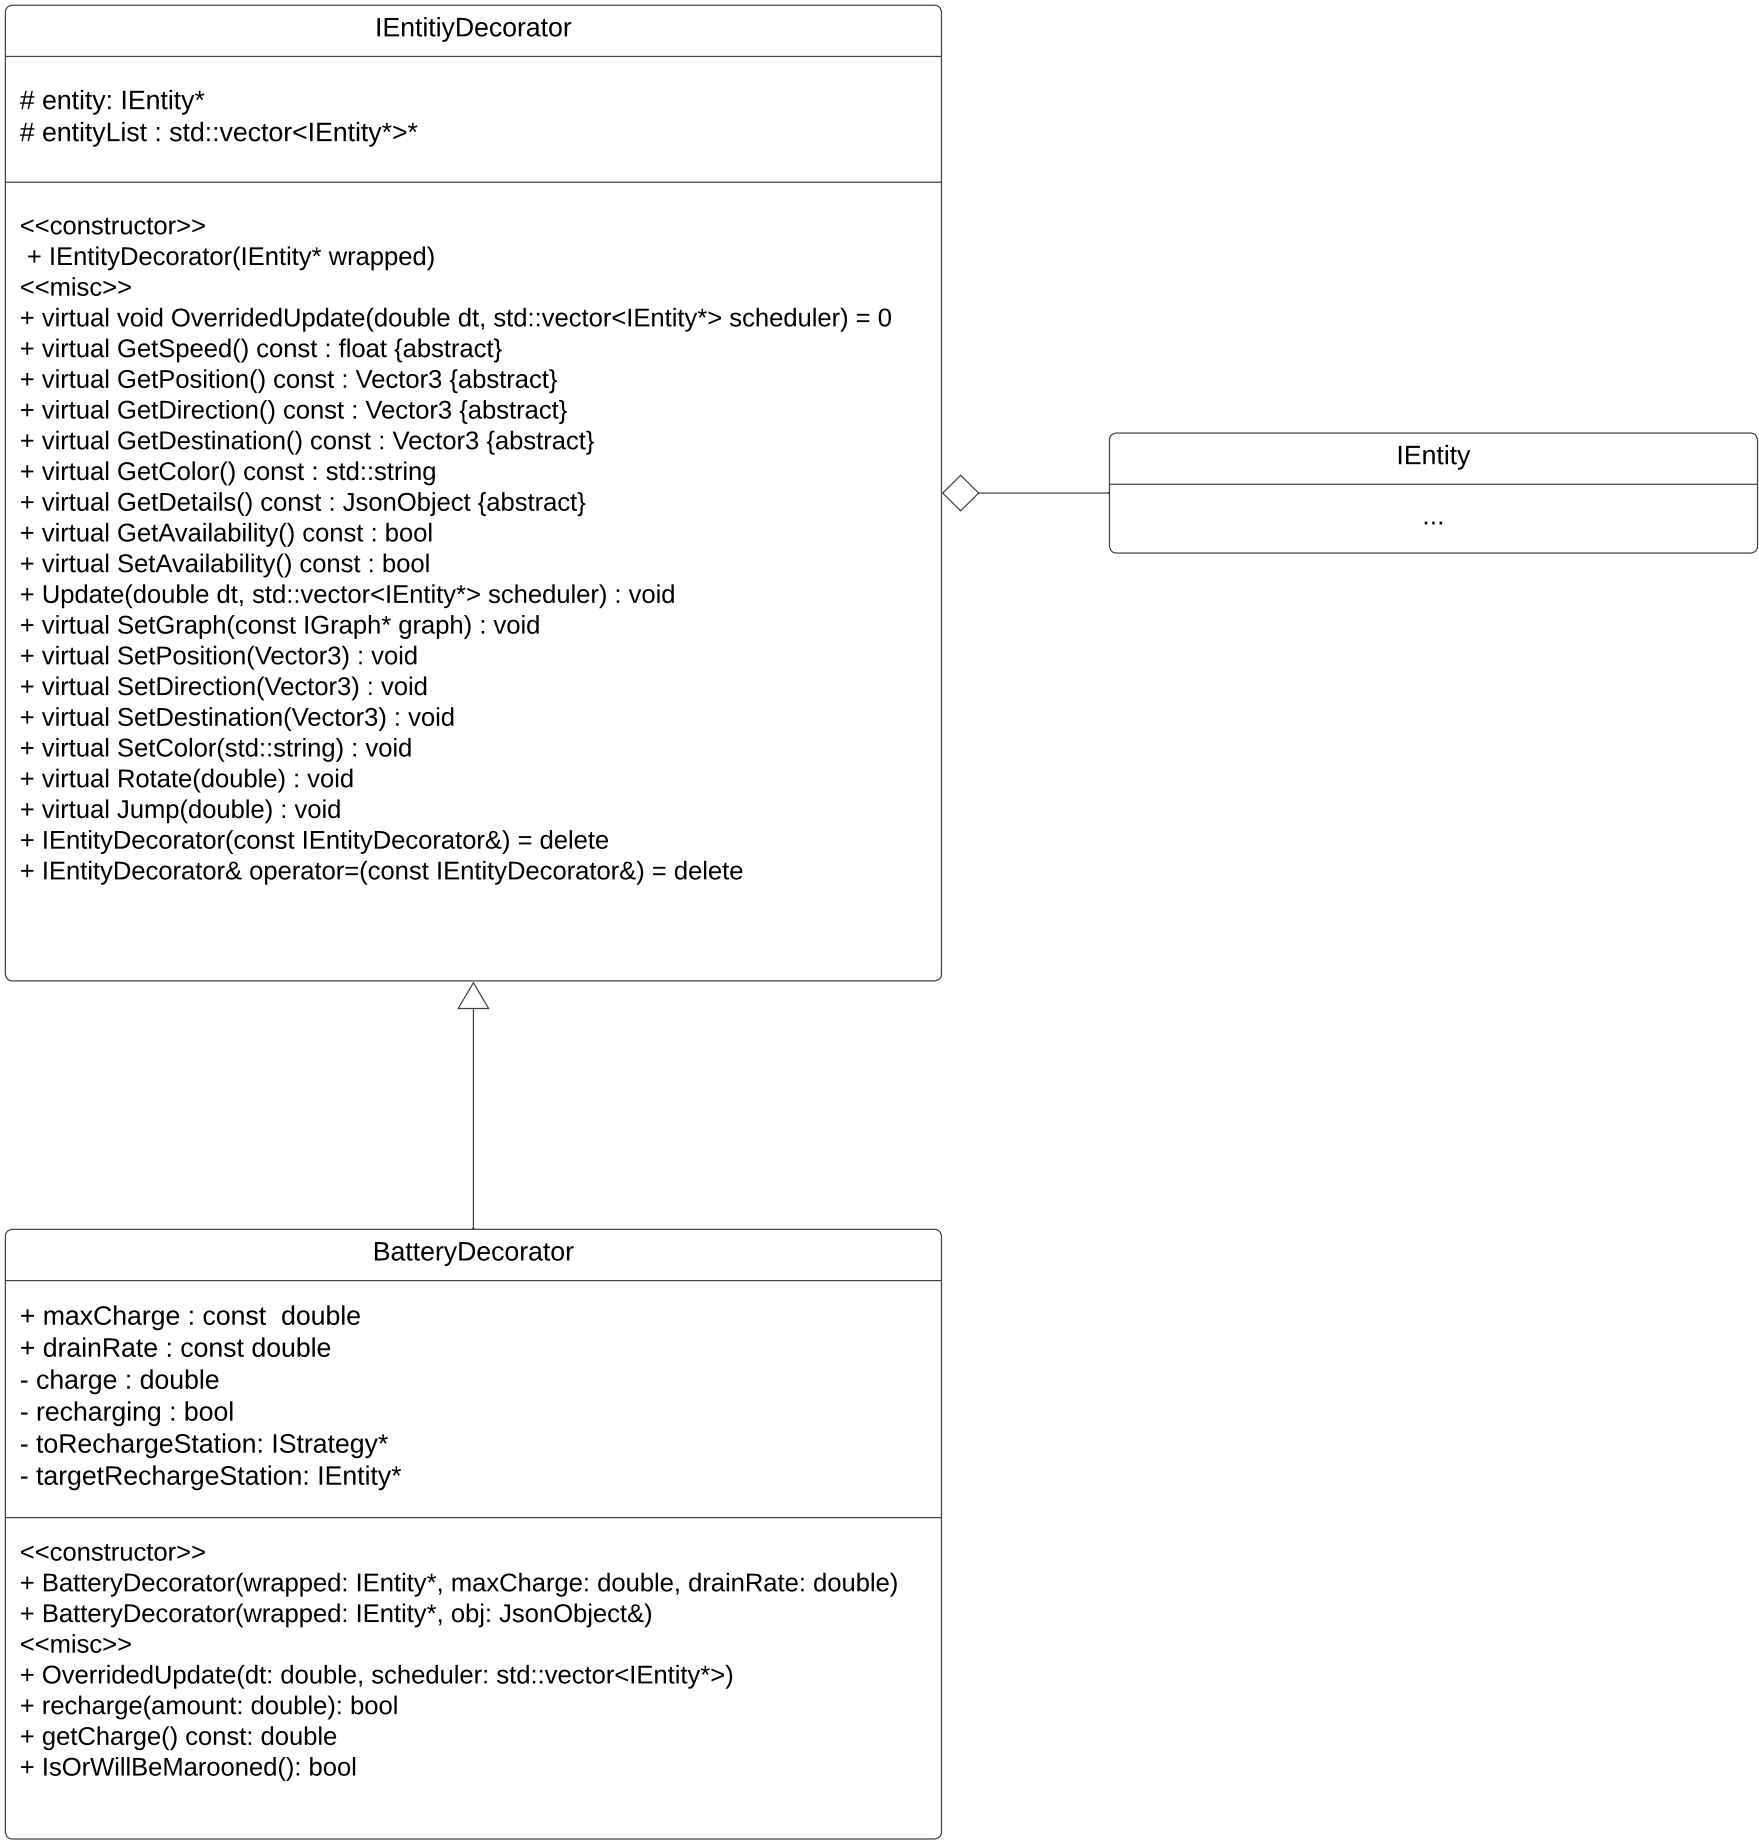 IEntitiyDecorator
# entity: IEntity*
# entityList : std::vector<IEntity*>*
<<constructor>>
+ IEntityDecorator(IEntity* wrapped)
<<misc>>
+ virtual void OverridedUpdate(double dt, std::vector<IEntity*> scheduler) = 0
+ virtual GetSpeed() const : float {abstract}
+ virtual GetPosition() const : Vector3 {abstract}
+ virtual GetDirection() const : Vector3 {abstract}
+ virtual GetDestination() const : Vector3 {abstract}
+ virtual GetColor() const : std::string
+ virtual GetDetails() const : JsonObject {abstract}
+ virtual GetAvailability() const : bool
+ virtual SetAvailability() const : bool
+ Update(double dt, std::vector<IEntity*> scheduler) : void
+ virtual SetGraph(const IGraph* graph) : void
+ virtual SetPosition(Vector3) : void
+ virtual SetDirection(Vector3) : void
+ virtual SetDestination(Vector3) : void
+ virtual SetColor(std::string) : void
+ virtual Rotate(double) : void
+ virtual Jump(double) : void
+ IEntityDecorator(const IEntityDecorator&) = delete
+ IEntityDecorator& operator=(const IEntityDecorator&) = delete
IEntity
...
BatteryDecorator
+ maxCharge : const  double
+ drainRate : const double
- charge : double
- recharging : bool
- toRechargeStation: IStrategy*
- targetRechargeStation: IEntity*
<<constructor>>
+ BatteryDecorator(wrapped: IEntity*, maxCharge: double, drainRate: double)
+ BatteryDecorator(wrapped: IEntity*, obj: JsonObject&)
<<misc>>
+ OverridedUpdate(dt: double, scheduler: std::vector<IEntity*>)
+ recharge(amount: double): bool
+ getCharge() const: double
+ IsOrWillBeMarooned(): bool